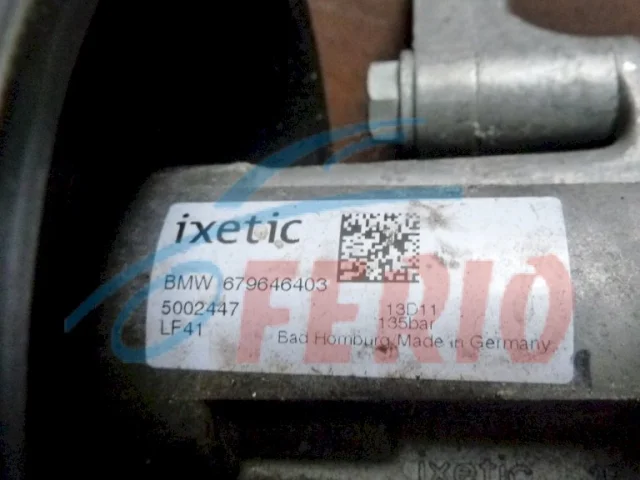 ixetic
BMW 679646403
5002447
13D11
LF41
135bar
Bad Homburg, Made in Germany
FERIO
ixetic